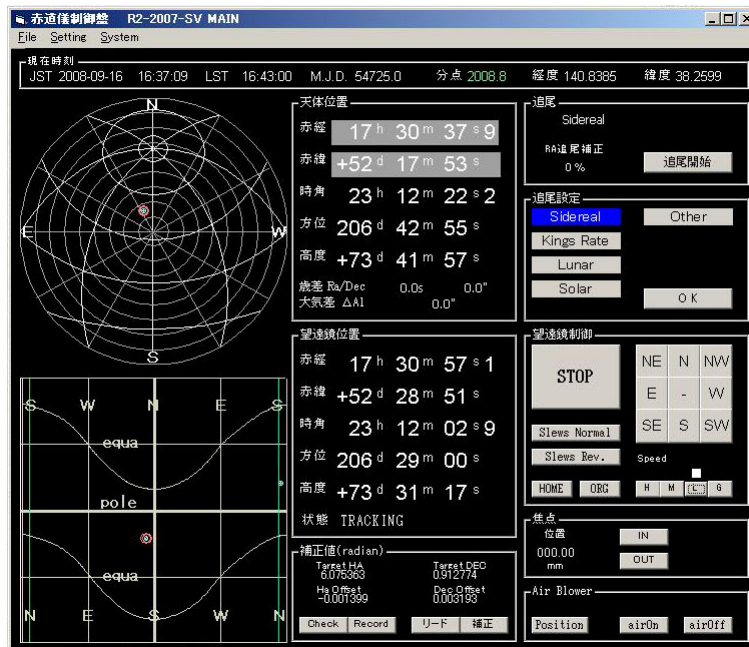 赤道儀制御盤 R2-2007-SV MAIN
File Setting System
現在時刻
JST 2008-09-16 16:37:09 LST 16:43:00 M.J.D. 54725.0 分点 2008.8 経度 140.8385 緯度 38.2599
N
E W
S
S W N E S
equa
pole
equa
N E S W N
天体位置
赤経 17 h 30 m 37 s 9
赤緯 +52 d 17 m 53 s
時角 23 h 12 m 22 s 2
方位 206 d 42 m 55 s
高度 +73 d 41 m 57 s
歳差 Ra/Dec 0.0s 0.0"
大気差 △Al 0.0"
望遠鏡位置
赤経 17 h 30 m 57 s 1
赤緯 +52 d 28 m 51 s
時角 23 h 12 m 02 s 9
方位 206 d 29 m 00 s
高度 +73 d 31 m 17 s
状態 TRACKING
補正値(radian)
Target HA Target DEC
6.075363 0.912774
Ha Offset Dec Offset
-0.001399 0.003193
Check Record リード 補正
追尾
Sidereal
RA追尾補正
0 % 追尾開始
追尾設定
Sidereal Other
Kings Rate
Lunar
Solar OK
望遠鏡制御
STOP
NE N NW
E - W
SE S SW
Slews Normal
Slews Rev. Speed
HOME ORG H M L G
焦点
位置 IN
000.00
mm OUT
Air Blower
Position airOn airOff